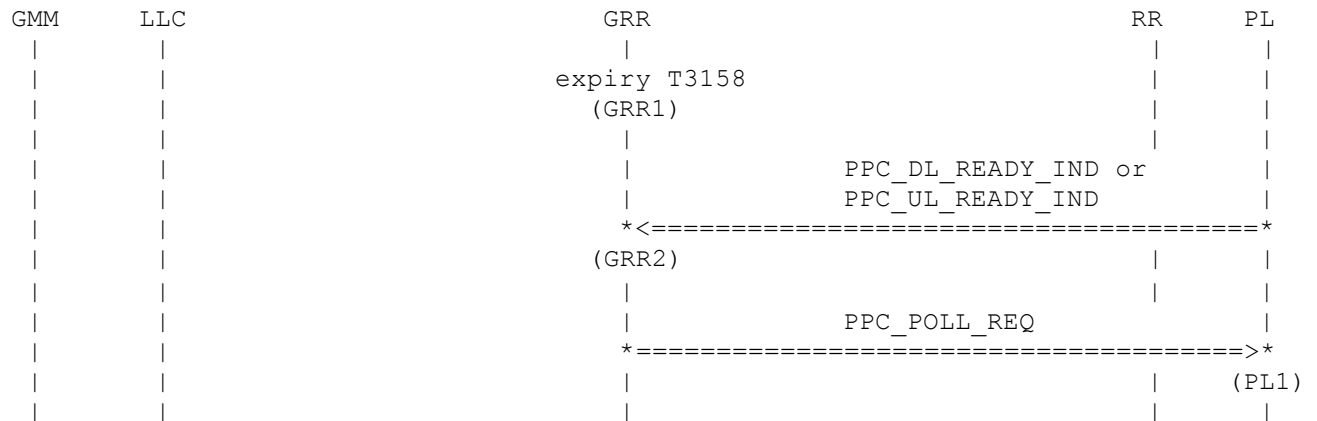 GMM LLC GRR RR PL
| | | | |
| | expiry T3158 | |
| | (GRR1) | |
| | | | |
| | | PPC_DL_READY_IND or |
| | | PPC_UL_READY_IND |
| | *<======================================*
| | (GRR2) | |
| | | | |
| | | PPC_POLL_REQ |
| | *======================================>*
| | | | (PL1)
| | | | |